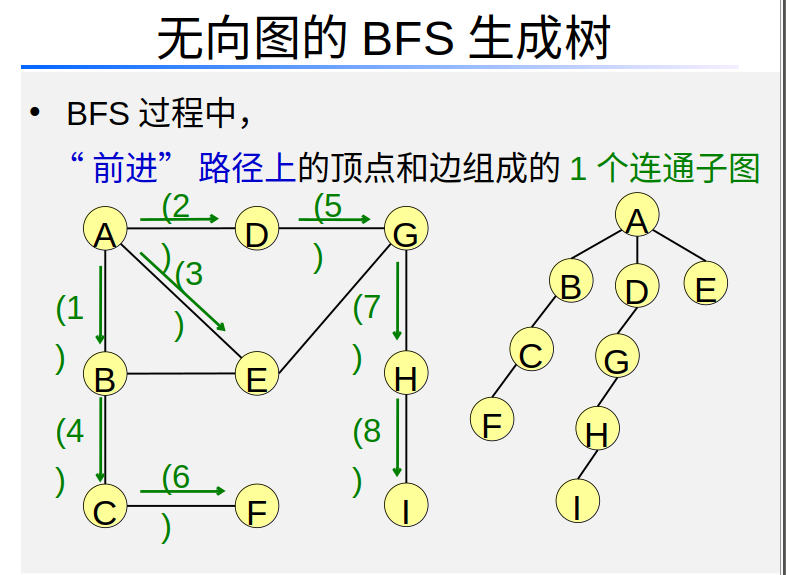 无向图的 BFS 生成树
• BFS 过程中，
“ 前进” 路径上的顶点和边组成的 1 个连通子图
(2
)
(5
)
A
D
G
A
(3
)
(1
)
(7
)
B
D
E
B
E
H
C
G
(4
)
(8
)
F
H
(6
)
C
F
I
I